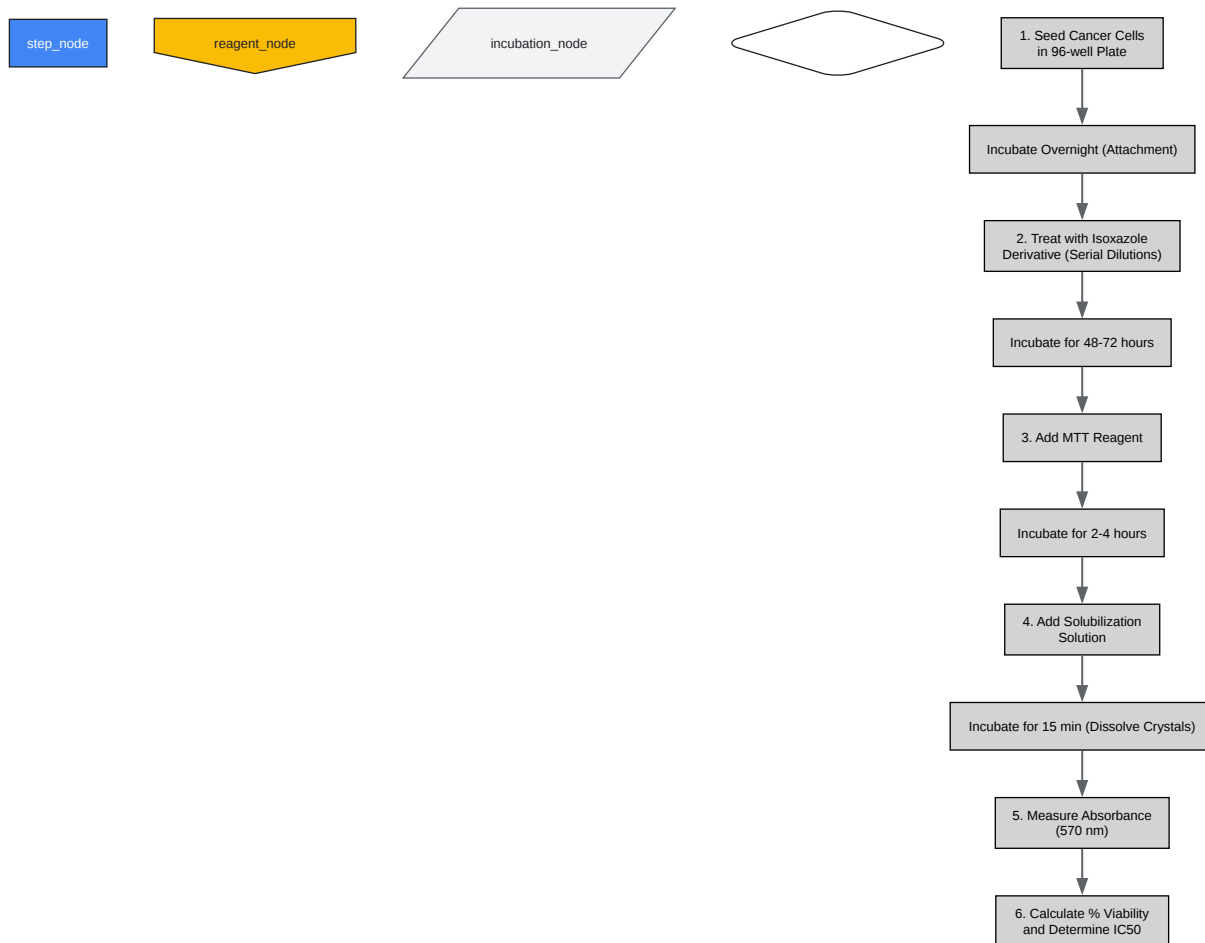 step_node
reagent_node
incubation_node
1. Seed Cancer Cells
in 96-well Plate
Incubate Overnight (Attachment)
2. Treat with Isoxazole
Derivative (Serial Dilutions)
Incubate for 48-72 hours
3. Add MTT Reagent
Incubate for 2-4 hours
4. Add Solubilization
Solution
Incubate for 15 min (Dissolve Crystals)
5. Measure Absorbance
(570 nm)
6. Calculate % Viability
and Determine IC50